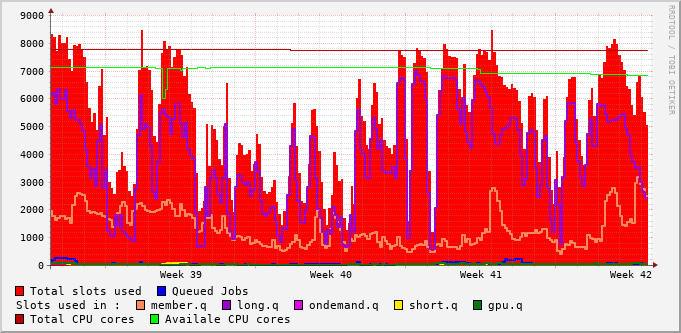 9000
8000
7000
6000
5000
4000
3000
2000
1000
0
Week 39 Week 40 Week 41 Week 42
RRDTOOL / TOBI OETIKER
Total slots used Queued Jobs
Slots used in : member.q long.q ondemand.q short.q gpu.q
Total CPU cores Availale CPU cores